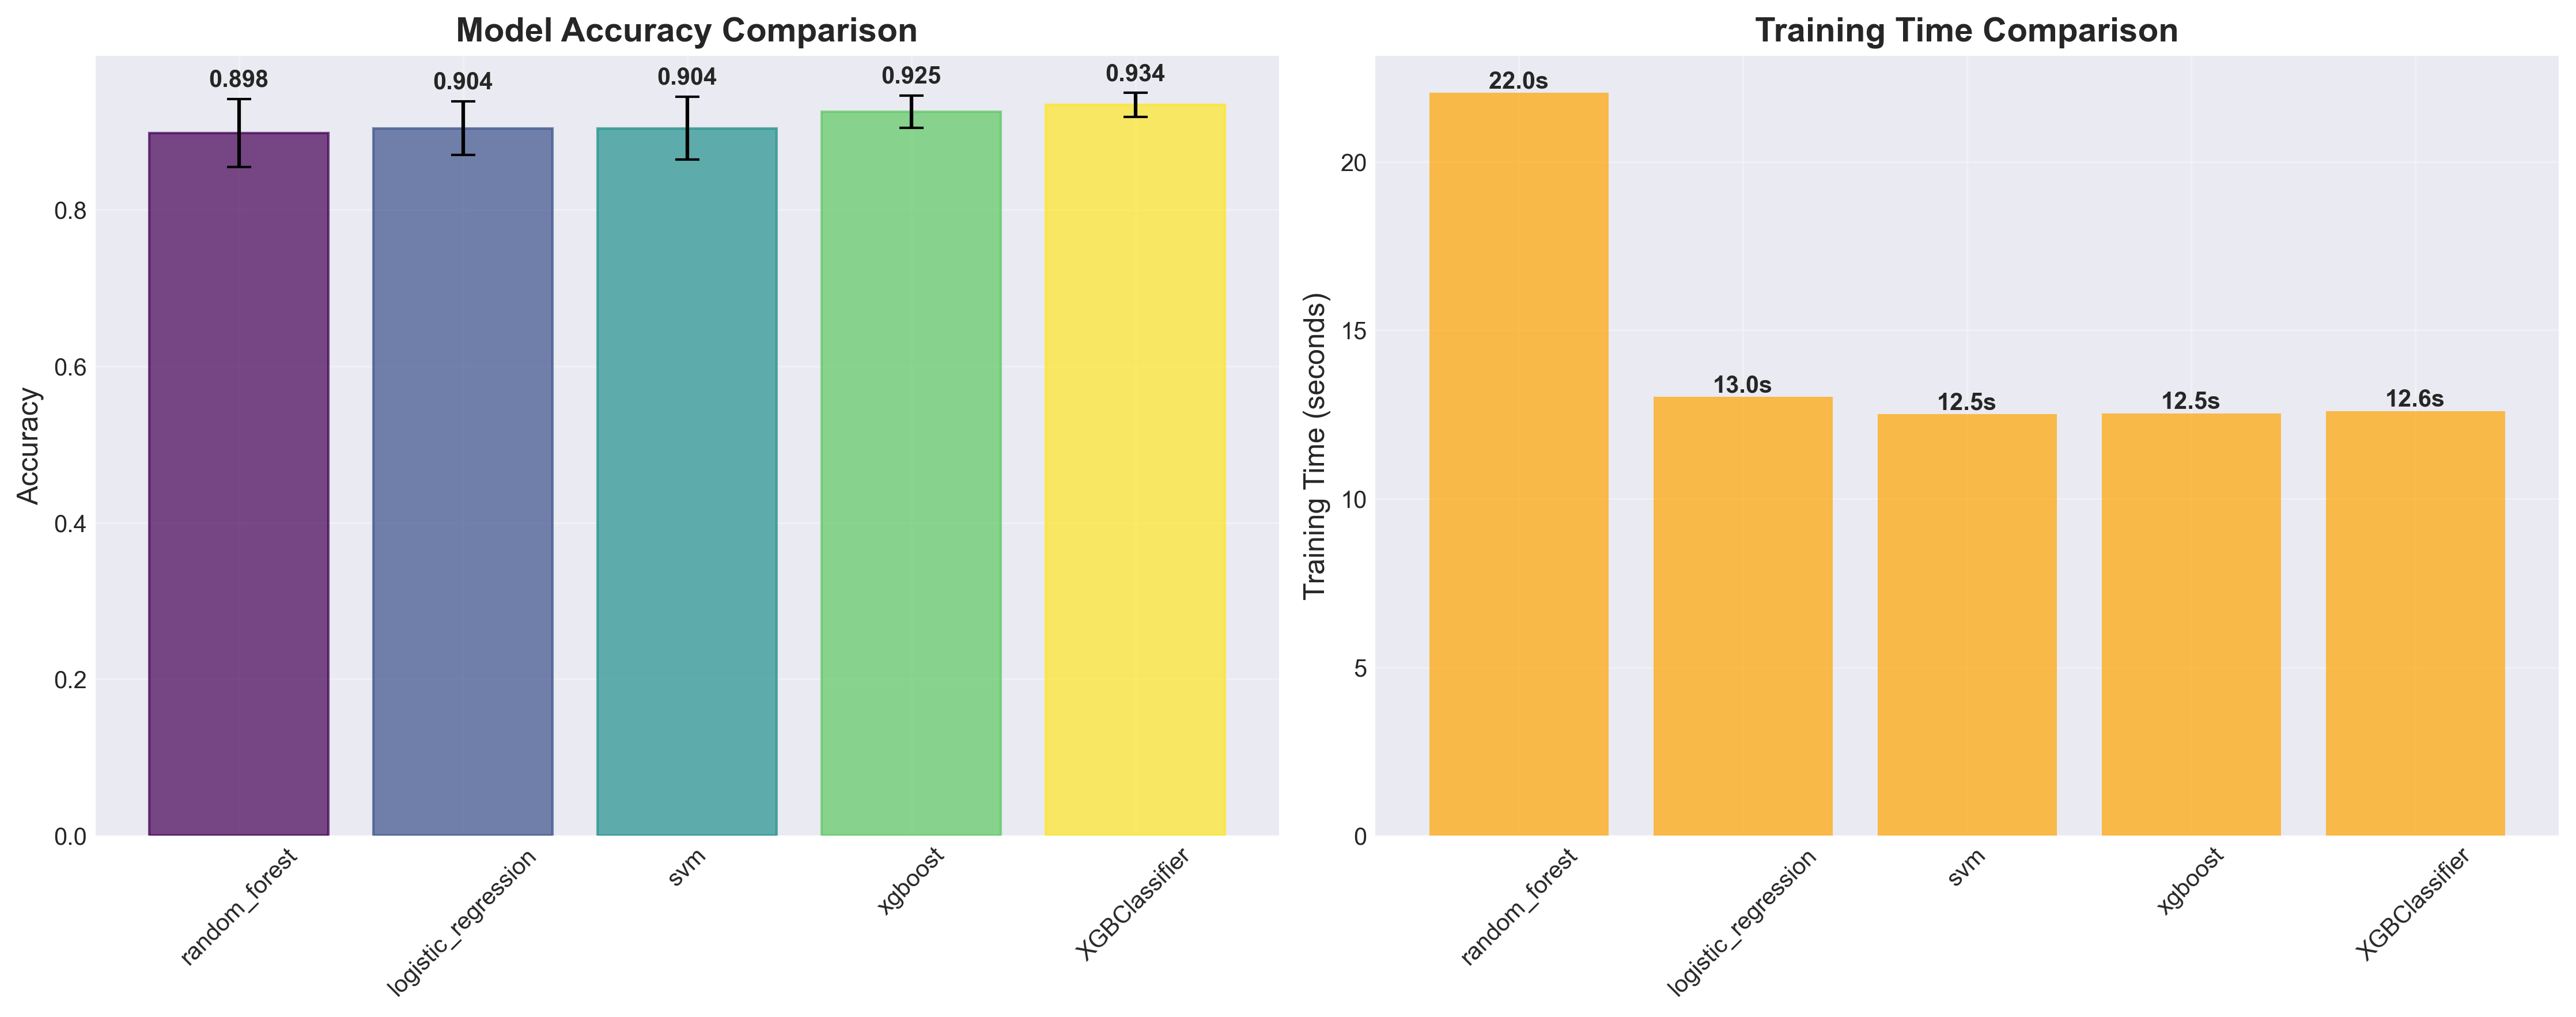 Model Accuracy Comparison
0.898
0.904
0.904
0.925
0.934
Accuracy
0.8
0.6
0.4
0.2
0.0
random_forest
logistic_regression
svm
xgboost
XGBClassifier
Training Time Comparison
22.0s
13.0s
12.5s
12.5s
12.6s
Training Time (seconds)
20
15
10
5
0
random_forest
logistic_regression
svm
xgboost
XGBClassifier